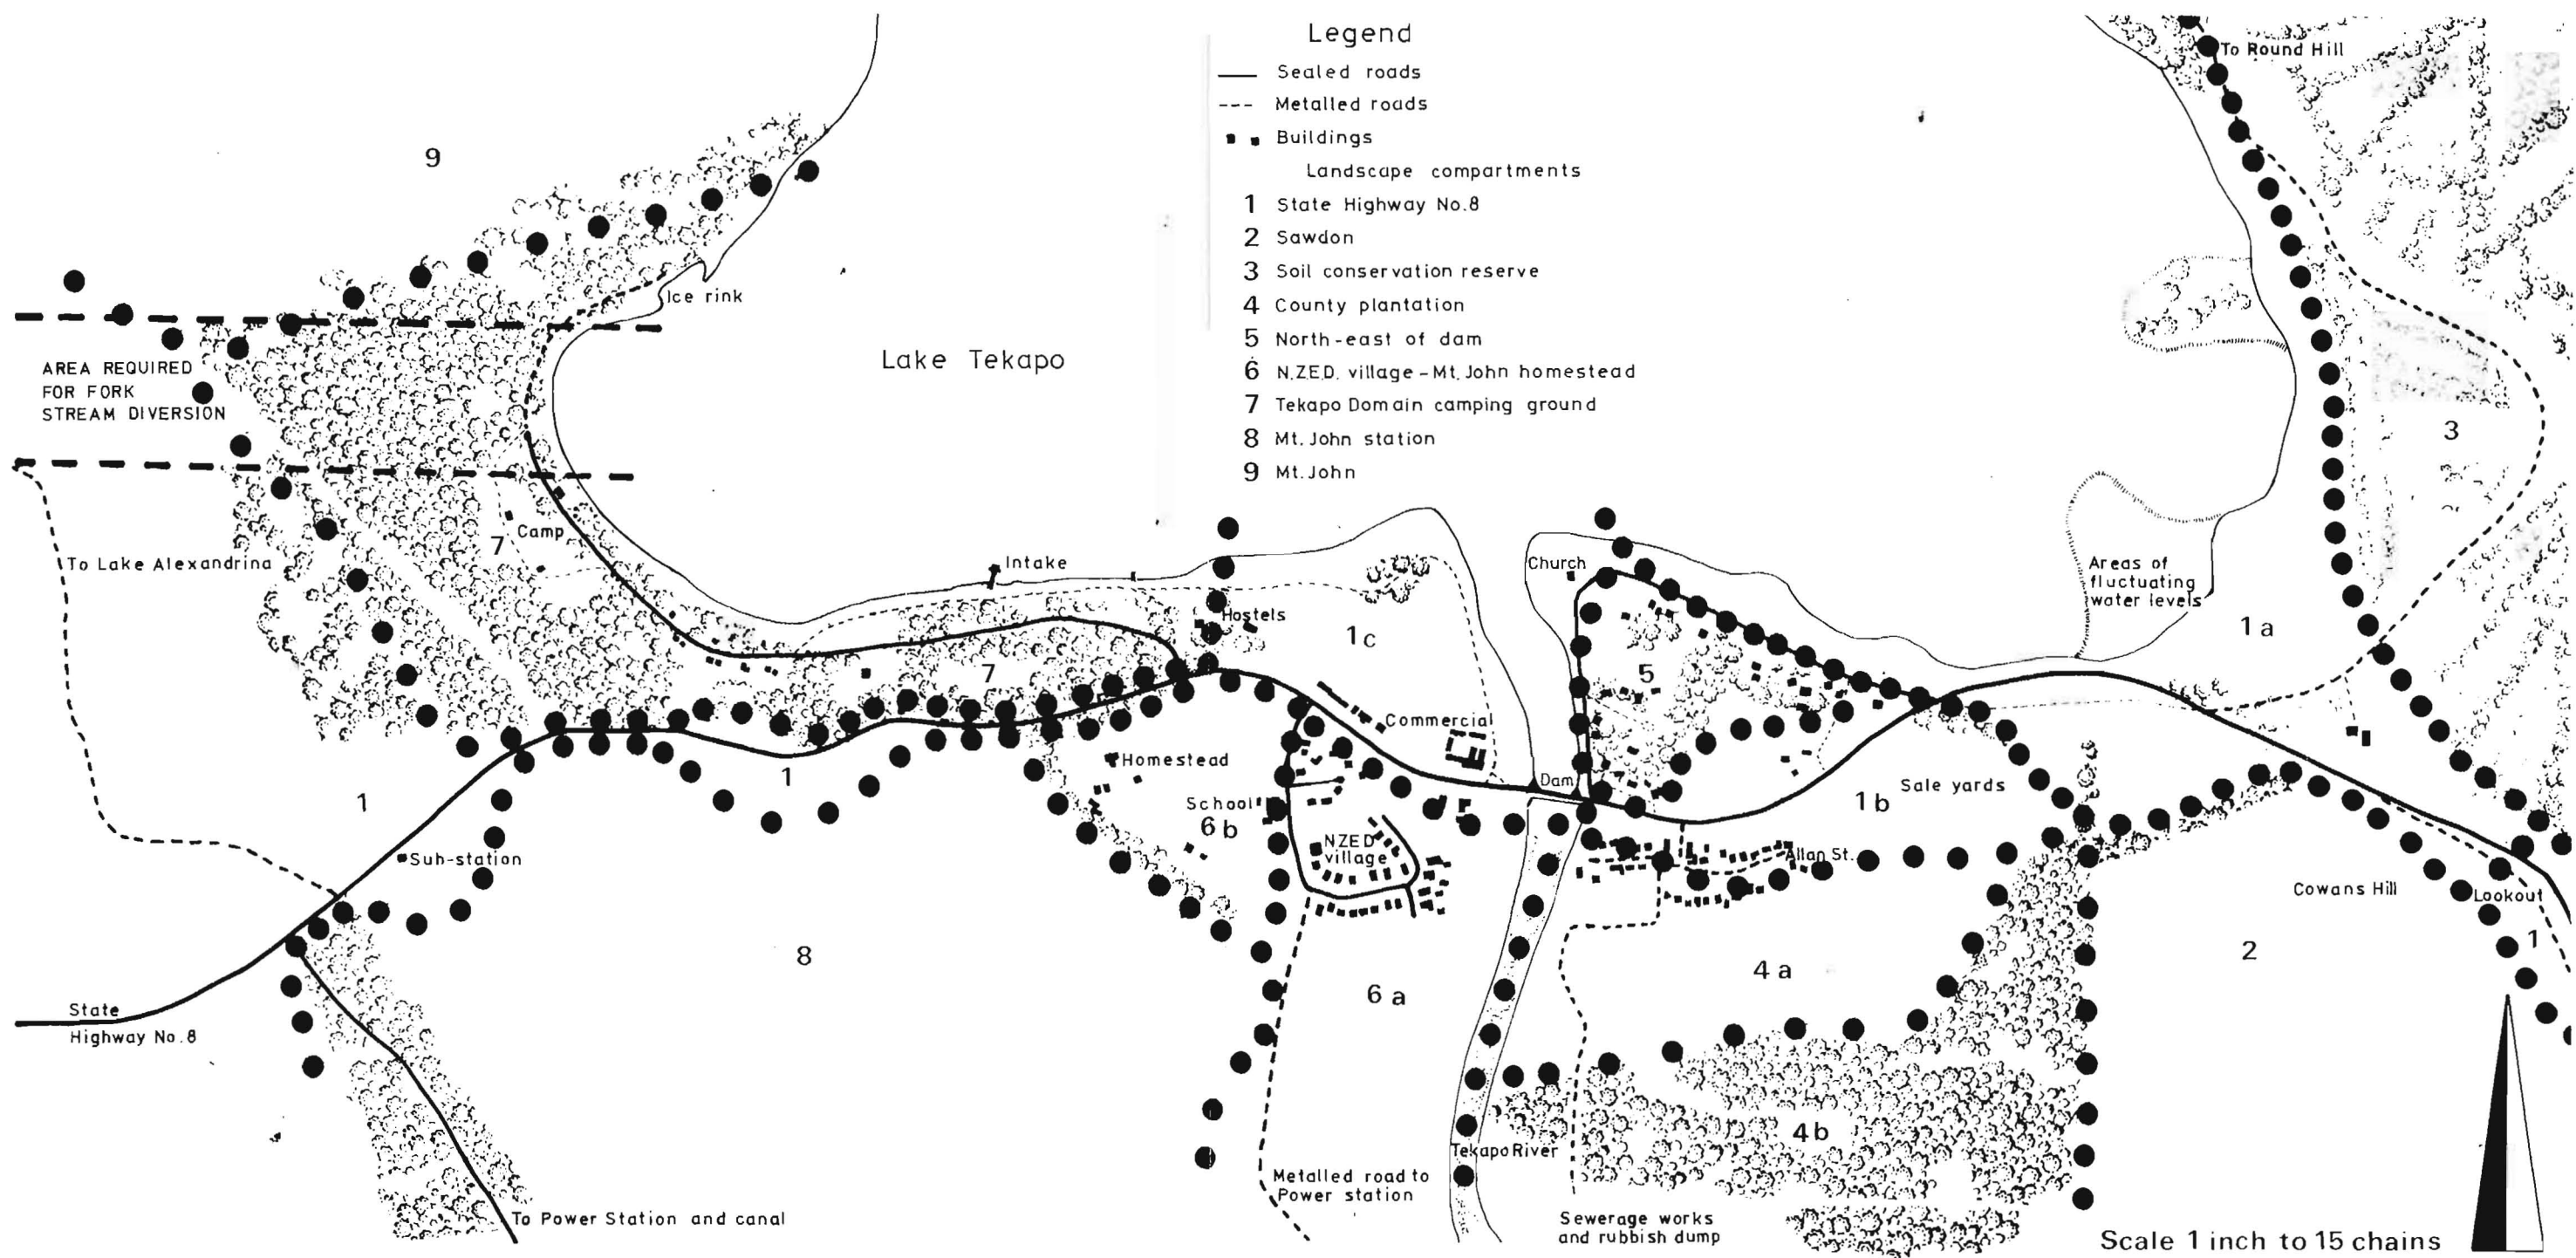 Legend
Sealed roads
Metalled roads
Buildings
Landscape compartments
1 State Highway No.8
2 Sawdon
3 Soil conservation reserve
4 County plantation
5 North-east of dam
6 N.Z.E.D. village - Mt. John homestead
7 Tekapo Domain camping ground
8 Mt. John station
9 Mt. John
To Round Hill
9
Ice rink
Lake Tekapo
AREA REQUIRED
FOR FORK
STREAM DIVERSION
3
Camp
7
To Lake Alexandrina
Intake
Church
Areas of
fluctuating
water levels
Hostels
1c
1a
7
5
Commercial
Homestead
1
Dam
Sale yards
1b
1
School
6b
NZED
village
Sub-station
Allan St.
Cowans Hill
Lookout
1
8
4a
2
6a
State
Highway No.8
4b
Tekapo River
Metalled road to
Power station
To Power Station and canal
Sewerage works
and rubbish dump
Scale 1 inch to 15 chains